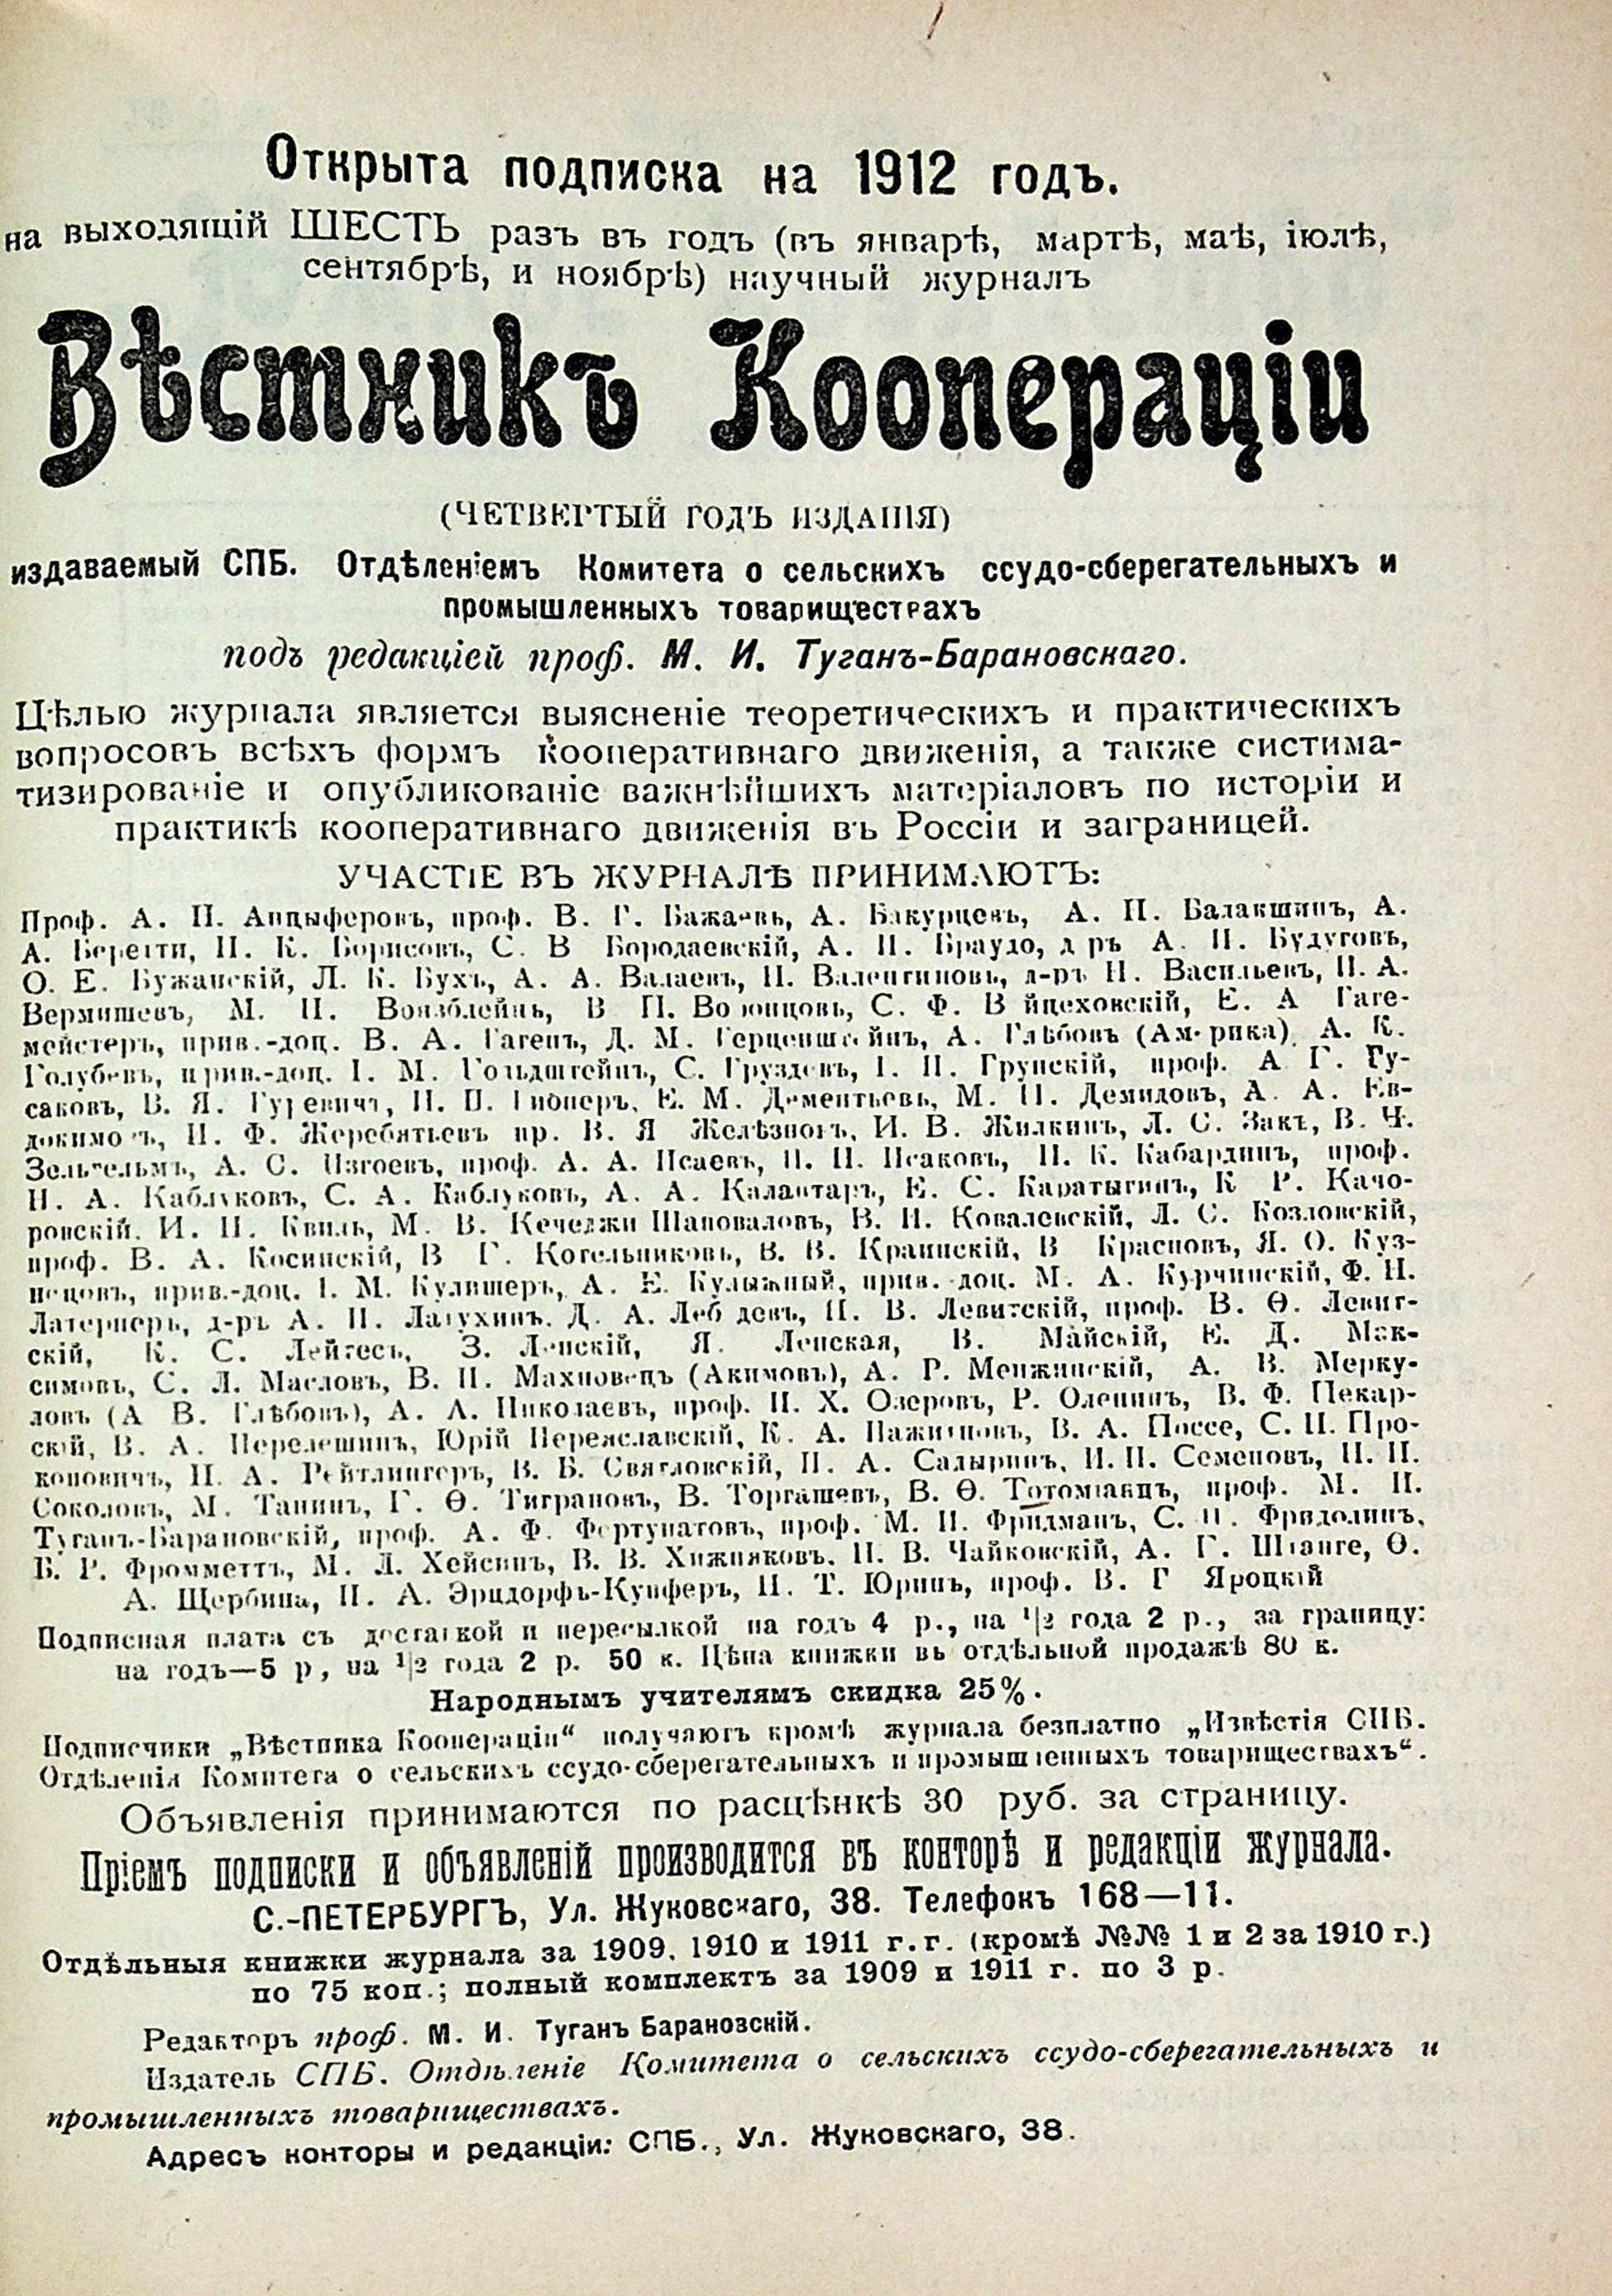 Открыта подписка на 1912 годъ.
на выходящій ШЕСТЬ разъ въ годъ (въ январѣ, мартѣ, маѣ, іюлѣ,
сентябрѣ, и ноябрѣ) научный журналъ
Вѣстникъ Коопераціи
(ЧЕТВЕРТЫЙ ГОДЪ ИЗДАНІЯ)
издаваемый СПБ. Отдѣленіемъ Комитета о сельскихъ ссудо-сберегательныхъ и
промышленныхъ товариществахъ
подъ редакціей проф. М. И. Туганъ-Барановскаго.
Цѣлью журнала является выясненіе теоретическихъ и практическихъ
вопросовъ всѣхъ формъ кооперативнаго движенія, а также систима-
тизированіе и опубликованіе важнѣйшихъ матеріаловъ по исторіи и
практикѣ кооперативнаго движенія въ Россіи и заграницей.
УЧАСТІЕ ВЪ ЖУРНАЛѢ ПРИНИМАЮТЪ:
Проф. А. Н. Анцыферовъ, проф. В. Г. Бажаевъ, А. Бакурцевъ, А. Н. Балакшинъ, А.
А. Беретти, Н. К. Борисовъ, С. В Бородаевскій, А. И. Браудо, д ръ А. И. Будуговъ,
О. Е. Бужанскій, Л. К. Бухъ, А. А. Валаевъ, Н. Валентиновъ, д-ръ Н. Васильевъ, Н. А.
Вермишевъ, М. И. Вонзблейнъ, В П. Воронцовъ, С. Ф. В йцеховскій, Е. А Гаге-
мейстеръ, прив.-доц. В. А. Гагенъ, Д. М. Герценштейнъ, А. Глѣбовъ (Америка) А. К.
Голубевъ, прив.-доц. І. М. Гольдштейнъ, С. Груздевъ, І. И. Грунскій, проф. А Г. Гу-
саковъ, В. Я. Гуревичъ, Н. П. Гибнеръ, Е. М. Дементьевъ, М. И. Демидовъ, А. А. Ев-
докимовъ, Н. Ф. Жеребятьевъ пр. В. Я Желѣзновъ, И. В. Жилкинъ, Л. С. Закъ, В. Ф.
Зельгельмъ, А. С. Изгоевъ, проф. А. А. Исаевъ, Н. П. Исаковъ, Н. К. Кабардинъ, проф.
Н. А. Каблуковъ, С. А. Каблуковъ, А. А. Калантаръ, Е. С. Каратыгинъ, К Р. Качо-
ровскій. И. П. Квиль, М. В. Кечеджи Шаповаловъ, В. И. Ковалевскій, Л. С. Козловскій,
проф. В. А. Косинскій, В Г. Котельниковъ, В. В. Краинскій, В Красновъ, Я. О. Куз-
нецовъ, прив.-доц. І. М. Кулишеръ, А. Е. Кулыжный, прив.-доц. М. А. Курчинскій, Ф. И.
Латернеръ, д-ръ А. П. Латухинъ. Д. А. Леб девъ, Н. В. Левитскій, проф. В. Ѳ. Левит-
скій, К. С. Лейтесъ, З. Ленскій, Я. Ленская, В. Майскій, Е. Д. Мак-
симовъ, С. Л. Масловъ, В. П. Махновецъ (Акимовъ), А. Р. Менжинскій, А. В. Мерку-
ловъ (А В. Глѣбовъ), А. А. Николаевъ, проф. И. Х. Озеровъ, Р. Оленинъ, В. Ф. Пекар-
скій, В. А. Перелешинъ, Юрій Переяславскій, К. А. Пажитновъ, В. А. Поссе, С. Н. Про-
коповичъ, Н. А. Рейтлингеръ, В. В. Святловскій, П. А. Садыринъ, И. П. Семеновъ, П. П.
Соколовъ, М. Танинъ, Г. Ѳ. Тиграновъ, В. Торгашевъ, В. Ѳ. Тотоміанцъ, проф. М. И.
Туганъ-Барановскій, проф. А. Ф. Фортунатовъ, проф. М. И. Фридманъ, С. П. Фридолинъ.
Б. Р. Фромметтъ, М. Л. Хейсинъ, В. В. Хижняковъ. Н. В. Чайковскій, А. Г. Штанге, Ѳ.
А. Щербина, Н. А. Эрцдорфъ-Купферъ, Н. Т. Юринъ, проф. В. Г Яроцкій
Подписная плата съ доставкой и пересылкой на годъ 4 р., на 1/2 года 2 р., за границу:
на годъ—5 р, на 1/2 года 2 р. 50 к. Цѣна книжки въ отдѣльной продажѣ 80 к.
Народнымъ учителямъ скидка 25%.
Подписчики „Вѣстника Коопераціи“ получаютъ кромѣ журнала безплатно „Извѣстія СПБ.
Отдѣленія Комитета о сельскихъ ссудо-сберегательныхъ и промышленныхъ товариществахъ“.
Объявленія принимаются по расцѣнкѣ 30 руб. за страницу.
Пріемъ подписки и объявленій производится въ конторѣ и редакціи журнала.
С.-ПЕТЕРБУРГЪ, Ул. Жуковскаго, 38. Телефонъ 168—11.
Отдѣльныя книжки журнала за 1909. 1910 и 1911 г.г. (кромѣ №№ 1 и 2 за 1910 г.)
по 75 коп.; полный комплектъ за 1909 и 1911 г. по 3 р.
Редакторъ проф. М. И. Туганъ Барановскій.
Издатель СПБ. Отдѣленіе Комитета о сельскихъ ссудо-сберегательныхъ и
промышленныхъ товариществахъ.
Адресъ конторы и редакціи: СПБ., Ул. Жуковскаго, 38.